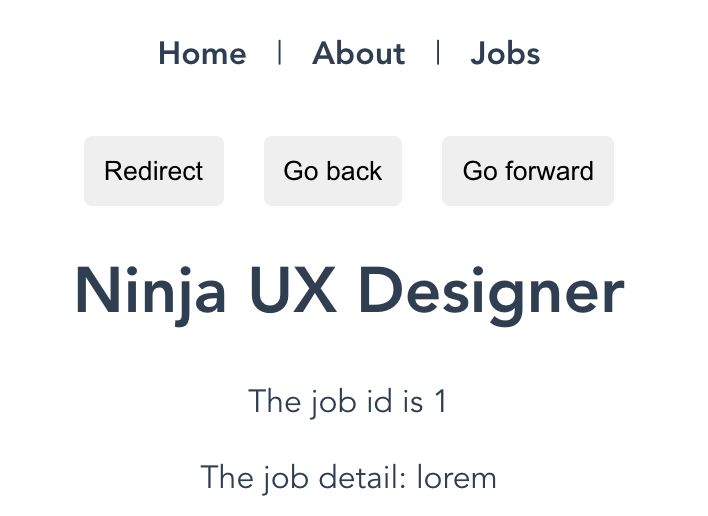 Home | About | Jobs
Redirect Go back Go forward
Ninja UX Designer
The job id is 1
The job detail: lorem